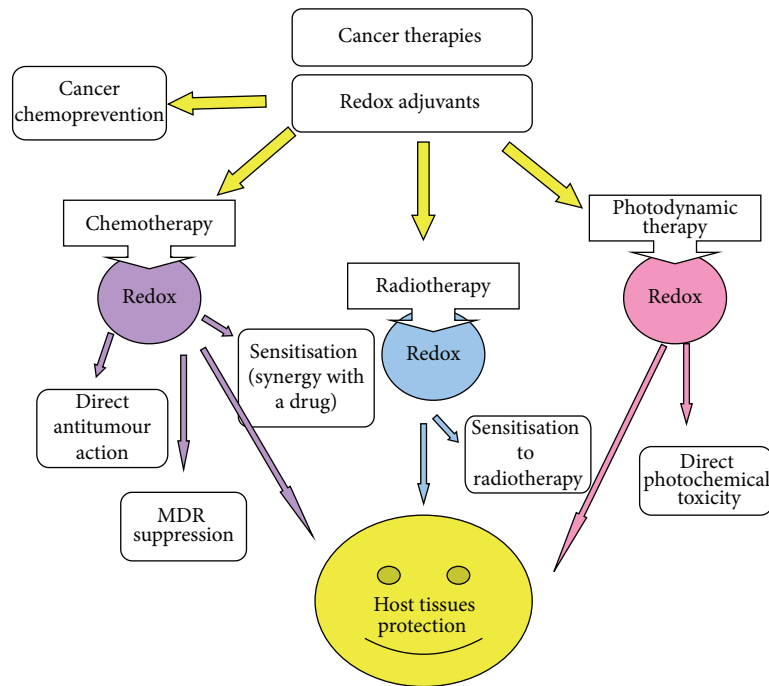 Cancer therapies
Cancer
chemoprevention
Redox adjuvants
Chemotherapy
Photodynamic
therapy
Redox
Radiotherapy
Redox
Redox
Sensitisation
(synergy with
a drug)
Direct
antitumour
action
Sensitisation
to
radiotherapy
Direct
photochemical
toxicity
MDR
suppression
Host tissues
protection